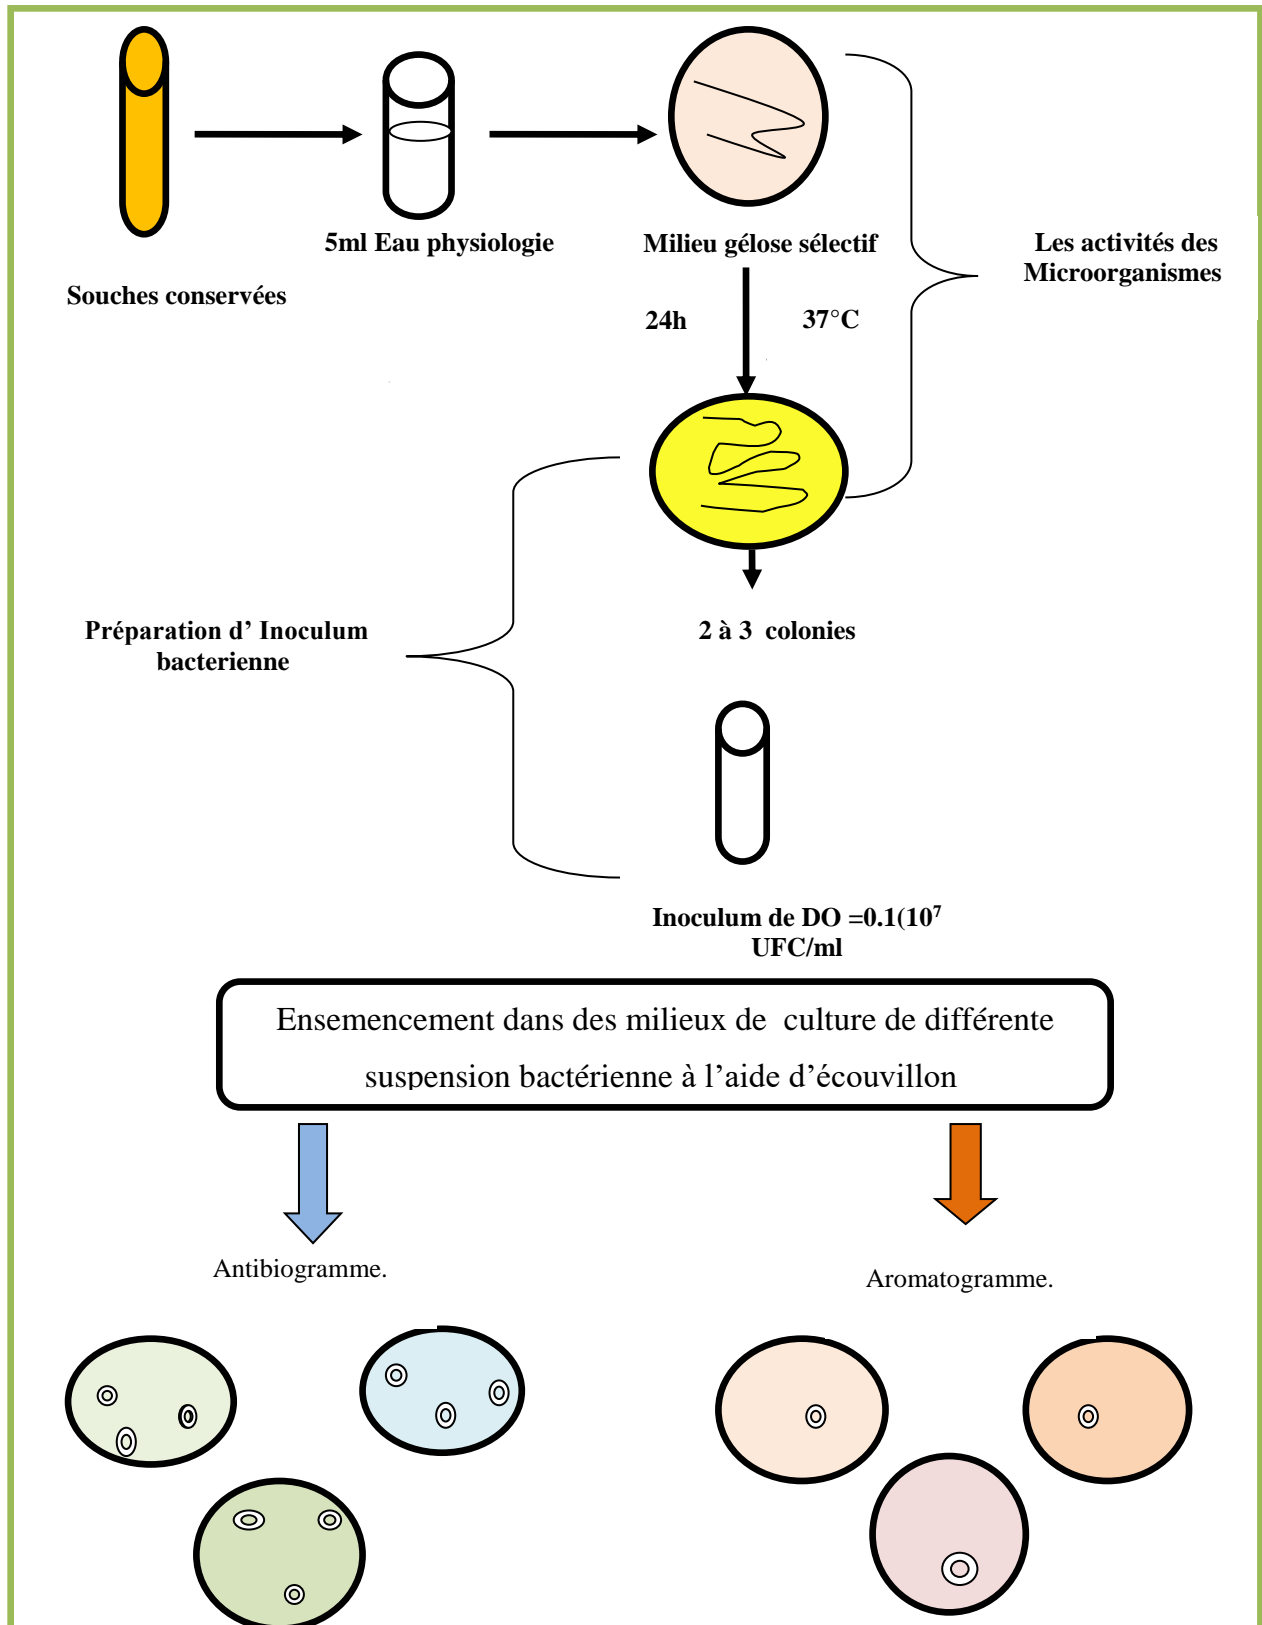 5ml Eau physiologie
Milieu gélose sélectif
Les activités des
Microorganismes
Souches conservées
24h
37°C
Préparation d’ Inoculum
bacterienne
2 à 3 colonies
Inoculum de DO =0.1(10⁷
UFC/ml
Ensemencement dans des milieux de culture de différente
suspension bactérienne à l’aide d’écouvillon
Antibiogramme.
Aromatogramme.